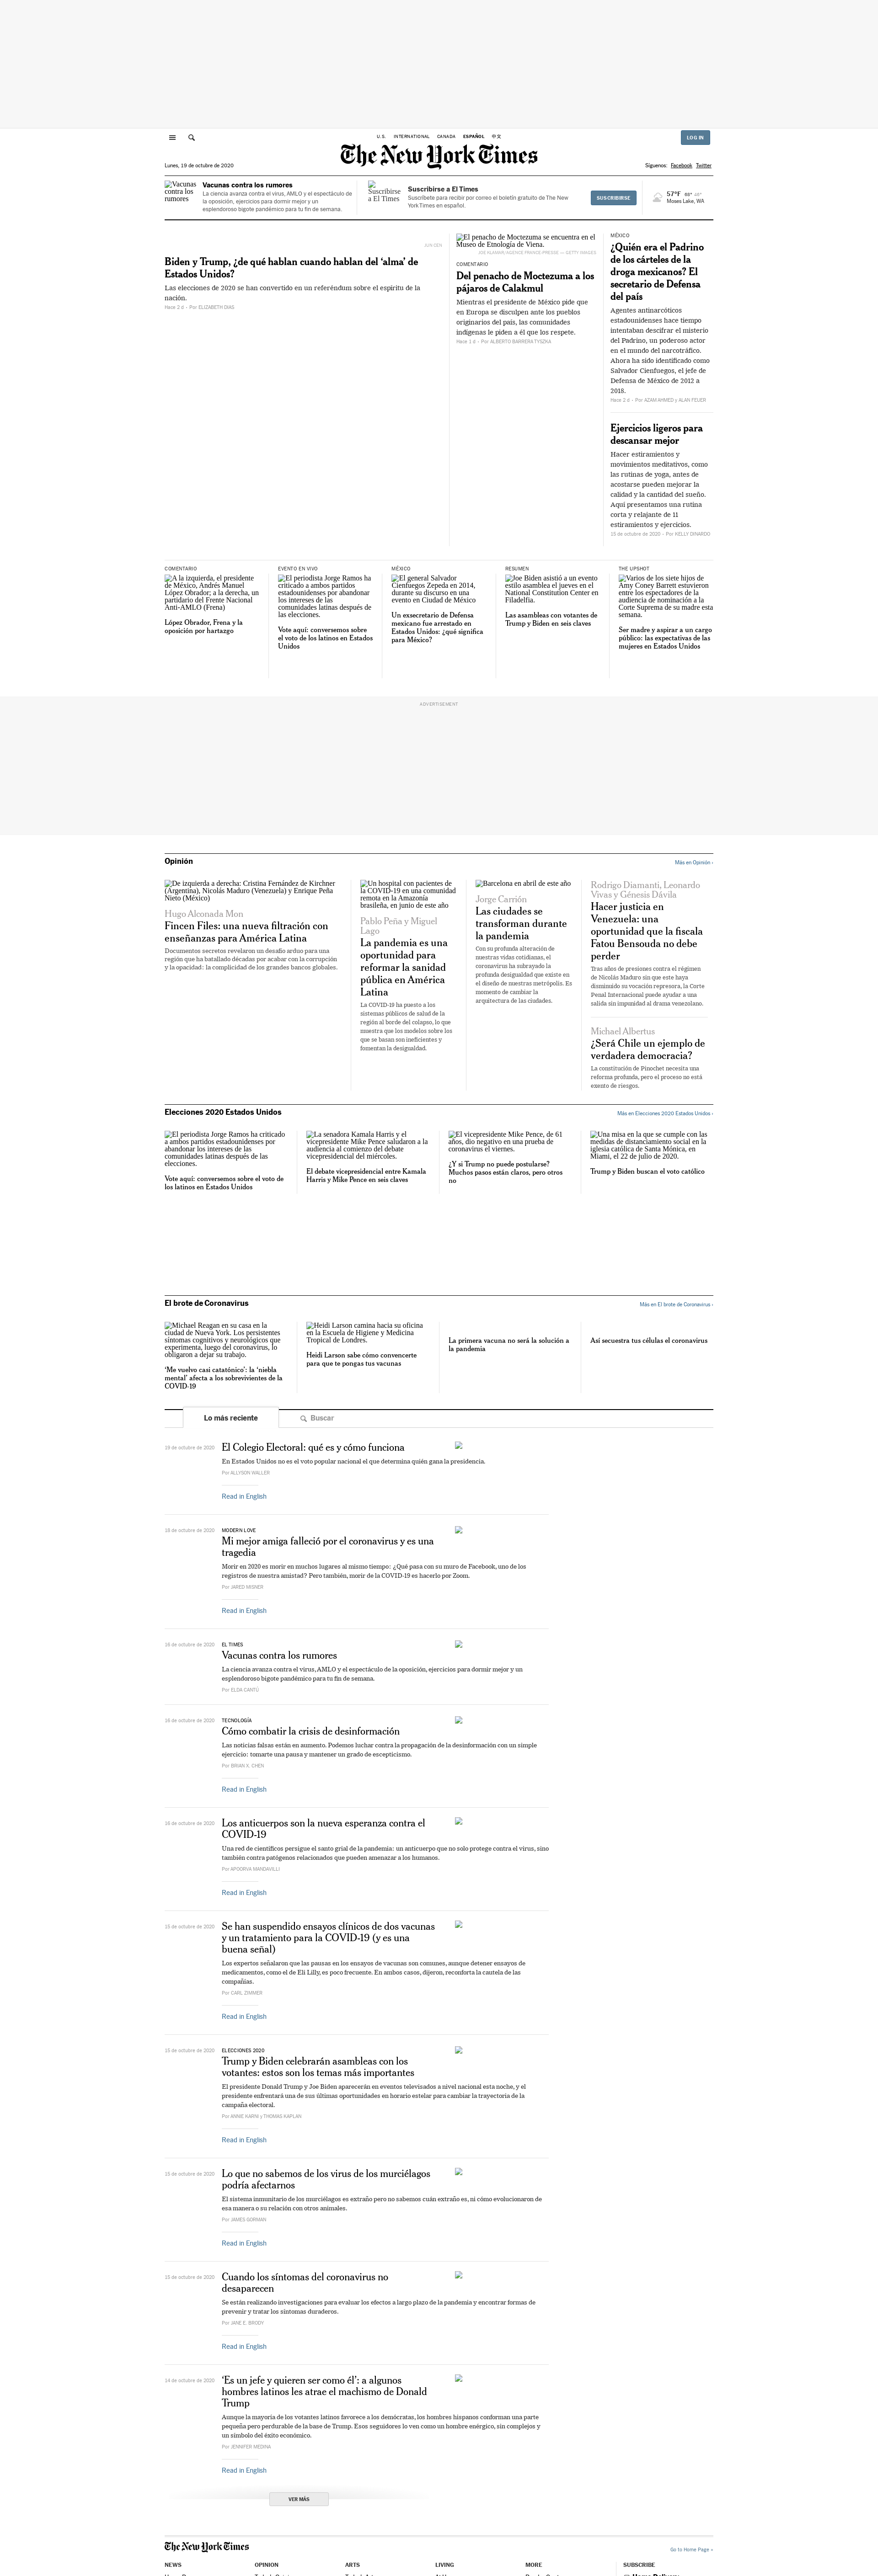 U.S. INTERNATIONAL CANADA ESPAÑOL 中文
LOG IN
The New York Times
Lunes, 19 de octubre de 2020
Síguenos: Facebook Twitter
Vacunas contra los rumores
Vacunas contra los rumores
La ciencia avanza contra el virus, AMLO y el espectáculo de
la oposición, ejercicios para dormir mejor y un
esplendoroso bigote pandémico para tu fin de semana.
Suscribirse a El Times
Suscribirse a El Times
Suscríbete para recibir por correo el boletín gratuito de The New
York Times en español.
SUSCRIBIRSE
57°F
Moses Lake, WA
JUN CEN
Biden y Trump, ¿de qué hablan cuando hablan del ‘alma’ de
Estados Unidos?
Las elecciones de 2020 se han convertido en un referéndum sobre el espíritu de la
nación.
Hace 2 d – Por ELIZABETH DIAS
El penacho de Moctezuma se encuentra en el
Museo de Etnología de Viena.
COMENTARIO
Del penacho de Moctezuma a los
pájaros de Calakmul
Mientras el presidente de México pide que
en Europa se disculpen ante los pueblos
originarios del país, las comunidades
indígenas le piden a él que los respete.
Hace 1 d – Por ALBERTO BARRERA TYSZKA
MÉXICO
¿Quién era el Padrino
de los cárteles de la
droga mexicanos? El
secretario de Defensa
del país
Agentes antinarcóticos
estadounidenses hace tiempo
intentaban descifrar el misterio
del Padrino, un poderoso actor
en el mundo del narcotráfico.
Ahora ha sido identificado como
Salvador Cienfuegos, el jefe de
Defensa de México de 2012 a
2018.
Hace 2 d – Por AZAM AHMED y ALAN FEUER
Ejercicios ligeros para
descansar mejor
Hacer estiramientos y
movimientos meditativos, como
las rutinas de yoga, antes de
acostarse pueden mejorar la
calidad y la cantidad del sueño.
Aquí presentamos una rutina
corta y relajante de 11
estiramientos y ejercicios.
15 de octubre de 2020 – Por KELLY DINARDO
COMENTARIO
A la izquierda, el presidente
de México, Andrés Manuel
López Obrador; a la derecha, un
partidario del Frente Nacional
Anti-AMLO (Frena)
López Obrador, Frena y la
oposición por hartazgo
EVENTO EN VIVO
El periodista Jorge Ramos ha
criticado a ambos partidos
estadounidenses por abandonar
los intereses de las
comunidades latinas después de
las elecciones.
Vote aquí: conversemos sobre
el voto de los latinos en Estados
Unidos
MÉXICO
El general Salvador
Cienfuegos Zepeda en 2014,
durante su discurso en una
evento en Ciudad de México
Un exsecretario de Defensa
mexicano fue arrestado en
Estados Unidos: ¿qué significa
para México?
RESUMEN
Joe Biden asistió a un evento
estilo asamblea el jueves en el
National Constitution Center en
Filadelfia.
Las asambleas con votantes de
Trump y Biden en seis claves
THE UPSHOT
Varios de los siete hijos de
Amy Coney Barrett estuvieron
entre los espectadores de la
audiencia de nominación a la
Corte Suprema de su madre esta
semana.
Ser madre y aspirar a un cargo
público: las expectativas de las
mujeres en Estados Unidos
ADVERTISEMENT
Opinión
Más en Opinión ›
De izquierda a derecha: Cristina Fernández de Kirchner
(Argentina), Nicolás Maduro (Venezuela) y Enrique Peña
Nieto (México)
Hugo Alconada Mon
Fincen Files: una nueva filtración con
enseñanzas para América Latina
Documentos secretos revelaron un desafío arduo para una
región que ha batallado décadas por acabar con la corrupción
y la opacidad: la complicidad de los grandes bancos globales.
Un hospital con pacientes de
la COVID-19 en una comunidad
remota en la Amazonía
brasileña, en junio de este año
Pablo Peña y Miguel
Lago
La pandemia es una
oportunidad para
reformar la sanidad
pública en América
Latina
La COVID-19 ha puesto a los
sistemas públicos de salud de la
región al borde del colapso, lo que
muestra que los modelos sobre los
que se basan son ineficientes y
fomentan la desigualdad.
Barcelona en abril de este año
Jorge Carrión
Las ciudades se
transforman durante
la pandemia
Con su profunda alteración de
nuestras vidas cotidianas, el
coronavirus ha subrayado la
profunda desigualdad que existe en
el diseño de nuestras metrópolis. Es
momento de cambiar la
arquitectura de las ciudades.
Rodrigo Diamanti, Leonardo
Vivas y Génesis Dávila
Hacer justicia en
Venezuela: una
oportunidad que la fiscala
Fatou Bensouda no debe
perder
Tras años de presiones contra el régimen
de Nicolás Maduro sin que este haya
disminuido su vocación represora, la Corte
Penal Internacional puede ayudar a una
salida sin impunidad al drama venezolano.
Michael Albertus
¿Será Chile un ejemplo de
verdadera democracia?
La constitución de Pinochet necesita una
reforma profunda, pero el proceso no está
exento de riesgos.
Elecciones 2020 Estados Unidos
Más en Elecciones 2020 Estados Unidos ›
El periodista Jorge Ramos ha criticado
a ambos partidos estadounidenses por
abandonar los intereses de las
comunidades latinas después de las
elecciones.
Vote aquí: conversemos sobre el voto de
los latinos en Estados Unidos
La senadora Kamala Harris y el
vicepresidente Mike Pence saludaron a la
audiencia al comienzo del debate
vicepresidencial del miércoles.
El debate vicepresidencial entre Kamala
Harris y Mike Pence en seis claves
El vicepresidente Mike Pence, de 61
años, dio negativo en una prueba de
coronavirus el viernes.
¿Y si Trump no puede postularse?
Muchos pasos están claros, pero otros
no
Una misa en la que se cumple con las
medidas de distanciamiento social en la
iglesia católica de Santa Mónica, en
Miami, el 22 de julio de 2020.
Trump y Biden buscan el voto católico
El brote de Coronavirus
Más en El brote de Coronavirus ›
Michael Reagan en su casa en la
ciudad de Nueva York. Los persistentes
síntomas cognitivos y neurológicos que
experimenta, luego del coronavirus, lo
obligaron a dejar su trabajo.
‘Me vuelvo casi catatónico’: la ‘niebla
mental’ afecta a los sobrevivientes de la
COVID-19
Heidi Larson camina hacia su oficina
en la Escuela de Higiene y Medicina
Tropical de Londres.
Heidi Larson sabe cómo convencerte
para que te pongas tus vacunas
La primera vacuna no será la solución a
la pandemia
Así secuestra tus células el coronavirus
Lo más reciente
Buscar
19 de octubre de 2020
El Colegio Electoral: qué es y cómo funciona
En Estados Unidos no es el voto popular nacional el que determina quién gana la presidencia.
Por ALLYSON WALLER
Read in English
18 de octubre de 2020
MODERN LOVE
Mi mejor amiga falleció por el coronavirus y es una
tragedia
Morir en 2020 es morir en muchos lugares al mismo tiempo: ¿Qué pasa con su muro de Facebook, uno de los
registros de nuestra amistad? Pero también, morir de la COVID-19 es hacerlo por Zoom.
Por JARED MISNER
Read in English
16 de octubre de 2020
EL TIMES
Vacunas contra los rumores
La ciencia avanza contra el virus, AMLO y el espectáculo de la oposición, ejercicios para dormir mejor y un
esplendoroso bigote pandémico para tu fin de semana.
Por ELDA CANTÚ
16 de octubre de 2020
TECNOLOGÍA
Cómo combatir la crisis de desinformación
Las noticias falsas están en aumento. Podemos luchar contra la propagación de la desinformación con un simple
ejercicio: tomarte una pausa y mantener un grado de escepticismo.
Por BRIAN X. CHEN
Read in English
16 de octubre de 2020
Los anticuerpos son la nueva esperanza contra el
COVID-19
Una red de científicos persigue el santo grial de la pandemia: un anticuerpo que no solo protege contra el virus, sino
también contra patógenos relacionados que pueden amenazar a los humanos.
Por APOORVA MANDAVILLI
Read in English
15 de octubre de 2020
Se han suspendido ensayos clínicos de dos vacunas
y un tratamiento para la COVID-19 (y es una
buena señal)
Los expertos señalaron que las pausas en los ensayos de vacunas son comunes, aunque detener ensayos de
medicamentos, como el de Eli Lilly, es poco frecuente. En ambos casos, dijeron, reconforta la cautela de las
compañías.
Por CARL ZIMMER
Read in English
15 de octubre de 2020
ELECCIONES 2020
Trump y Biden celebrarán asambleas con los
votantes: estos son los temas más importantes
El presidente Donald Trump y Joe Biden aparecerán en eventos televisados a nivel nacional esta noche, y el
presidente enfrentará una de sus últimas oportunidades en horario estelar para cambiar la trayectoria de la
campaña electoral.
Por ANNIE KARNI y THOMAS KAPLAN
Read in English
15 de octubre de 2020
Lo que no sabemos de los virus de los murciélagos
podría afectarnos
El sistema inmunitario de los murciélagos es extraño pero no sabemos cuán extraño es, ni cómo evolucionaron de
esa manera o su relación con otros animales.
Por JAMES GORMAN
Read in English
15 de octubre de 2020
Cuando los síntomas del coronavirus no
desaparecen
Se están realizando investigaciones para evaluar los efectos a largo plazo de la pandemia y encontrar formas de
prevenir y tratar los síntomas duraderos.
Por JANE E. BRODY
Read in English
14 de octubre de 2020
‘Es un jefe y quieren ser como él’: a algunos
hombres latinos les atrae el machismo de Donald
Trump
Aunque la mayoría de los votantes latinos favorece a los demócratas, los hombres hispanos conforman una parte
pequeña pero perdurable de la base de Trump. Esos seguidores lo ven como un hombre enérgico, sin complejos y
un símbolo del éxito económico.
Por JENNIFER MEDINA
Read in English
VER MÁS
The New York Times
Go to Home Page »
NEWS OPINION ARTS LIVING MORE SUBSCRIBE